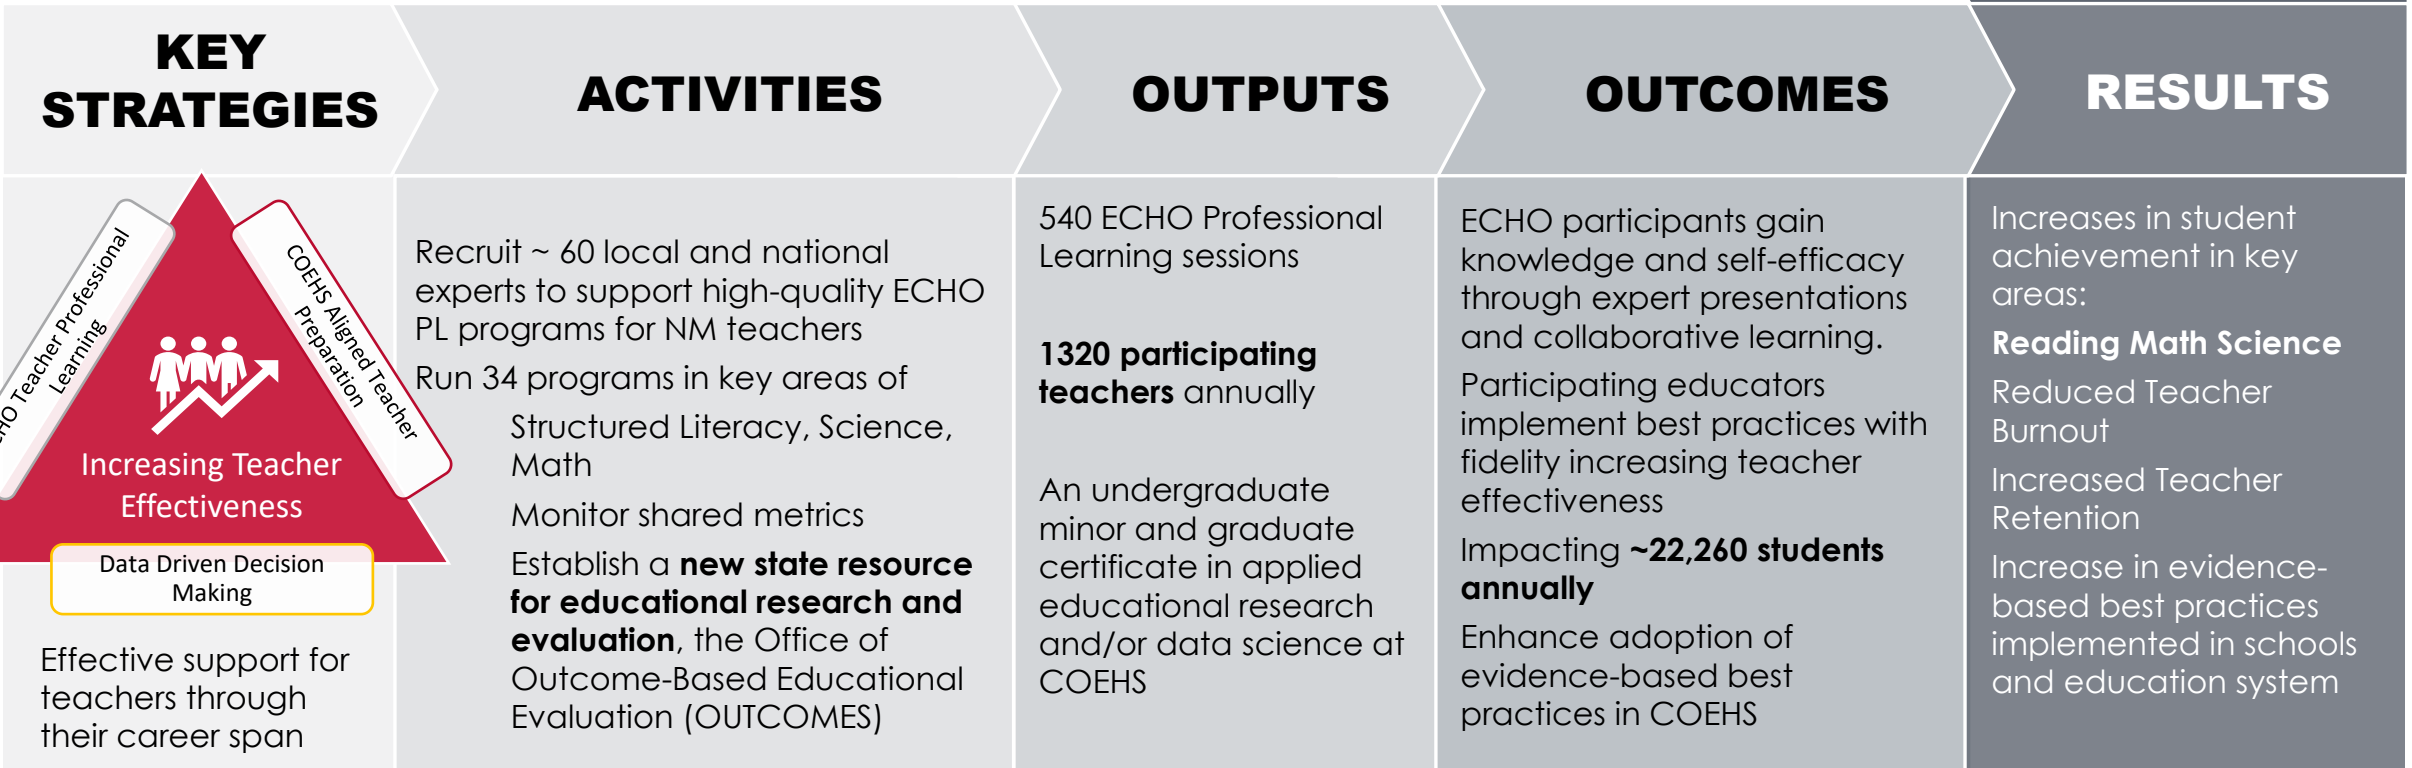 KEY
STRATEGIES
ECHO Teacher Professional
Learning
COEHS Aligned Teacher
Preparation
Increasing Teacher
Effectiveness
Data Driven Decision
Making
Effective support for
teachers through
their career span
ACTIVITIES
Recruit ~ 60 local and national
experts to support high-quality ECHO
PL programs for NM teachers
Run 34 programs in key areas of
Structured Literacy, Science,
Math
Monitor shared metrics
Establish a new state resource
for educational research and
evaluation, the Office of
Outcome-Based Educational
Evaluation (OUTCOMES)
OUTPUTS
540 ECHO Professional
Learning sessions
1320 participating
teachers annually
An undergraduate
minor and graduate
certificate in applied
educational research
and/or data science at
COEHS
OUTCOMES
ECHO participants gain
knowledge and self-efficacy
through expert presentations
and collaborative learning.
Participating educators
implement best practices with
fidelity increasing teacher
effectiveness
Impacting ~22,260 students
annually
Enhance adoption of
evidence-based best
practices in COEHS
RESULTS
Increases in student
achievement in key
areas:
Reading Math Science
Reduced Teacher
Burnout
Increased Teacher
Retention
Increase in evidence-
based best practices
implemented in schools
and education system